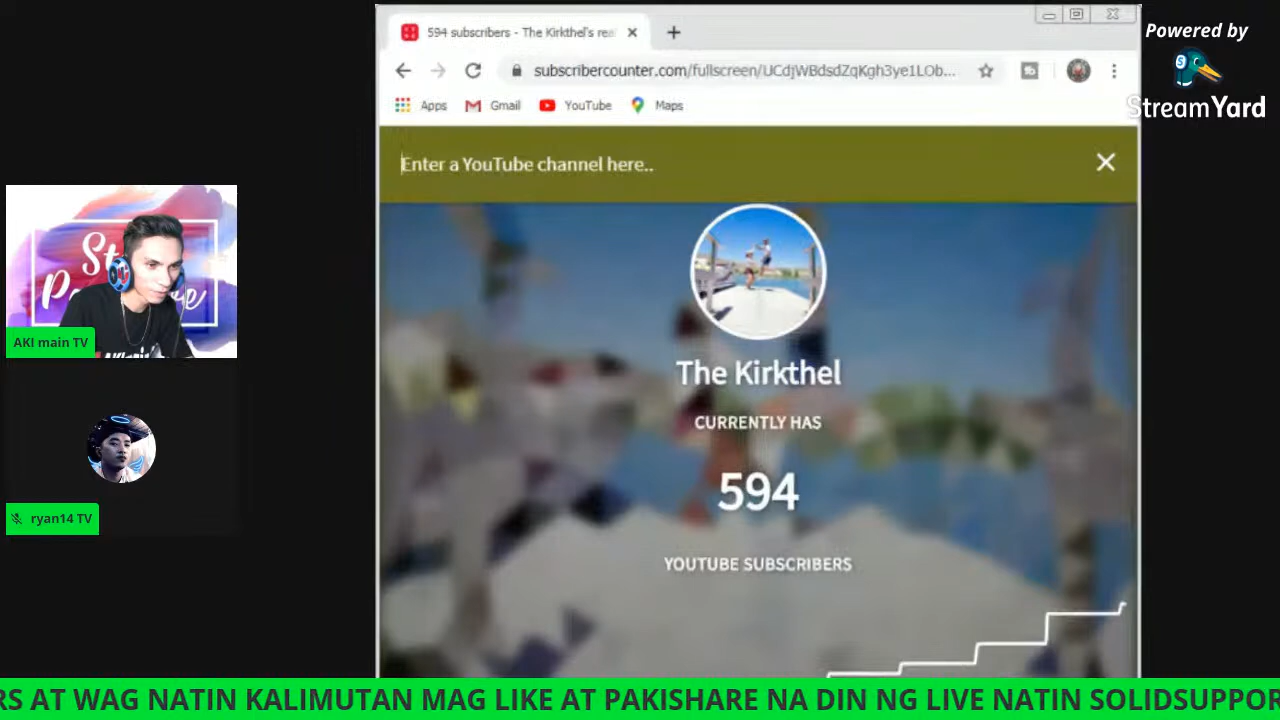 594 subscribers - The Kirkthel's rea
subscribercounter.com/fullscreen/UCdjWBdsdZqKgh3ye1LOb...
Apps Gmail YouTube Maps
Powered by
StreamYard
Enter a YouTube channel here..
The Kirkthel
CURRENTLY HAS
594
YOUTUBE SUBSCRIBERS
AKI main TV
ryan14 TV
RS AT WAG NATIN KALIMUTAN MAG LIKE AT PAKISHARE NA DIN NG LIVE NATIN SOLIDSUPPOR